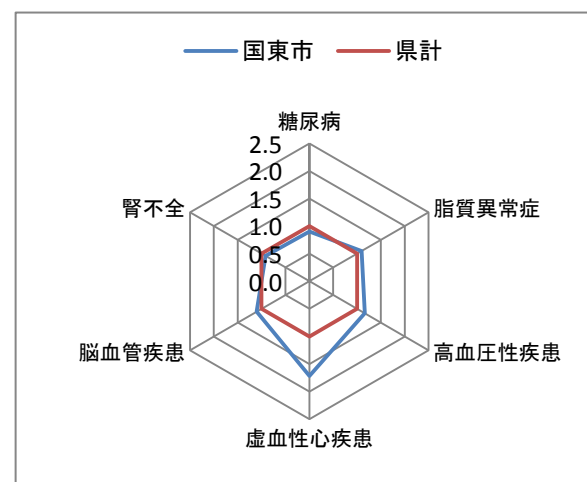 国東市 県計
糖尿病
2.5
2.0
1.5
1.0
0.5
0.0
脂質異常症
高血圧性疾患
虚血性心疾患
脳血管疾患
腎不全